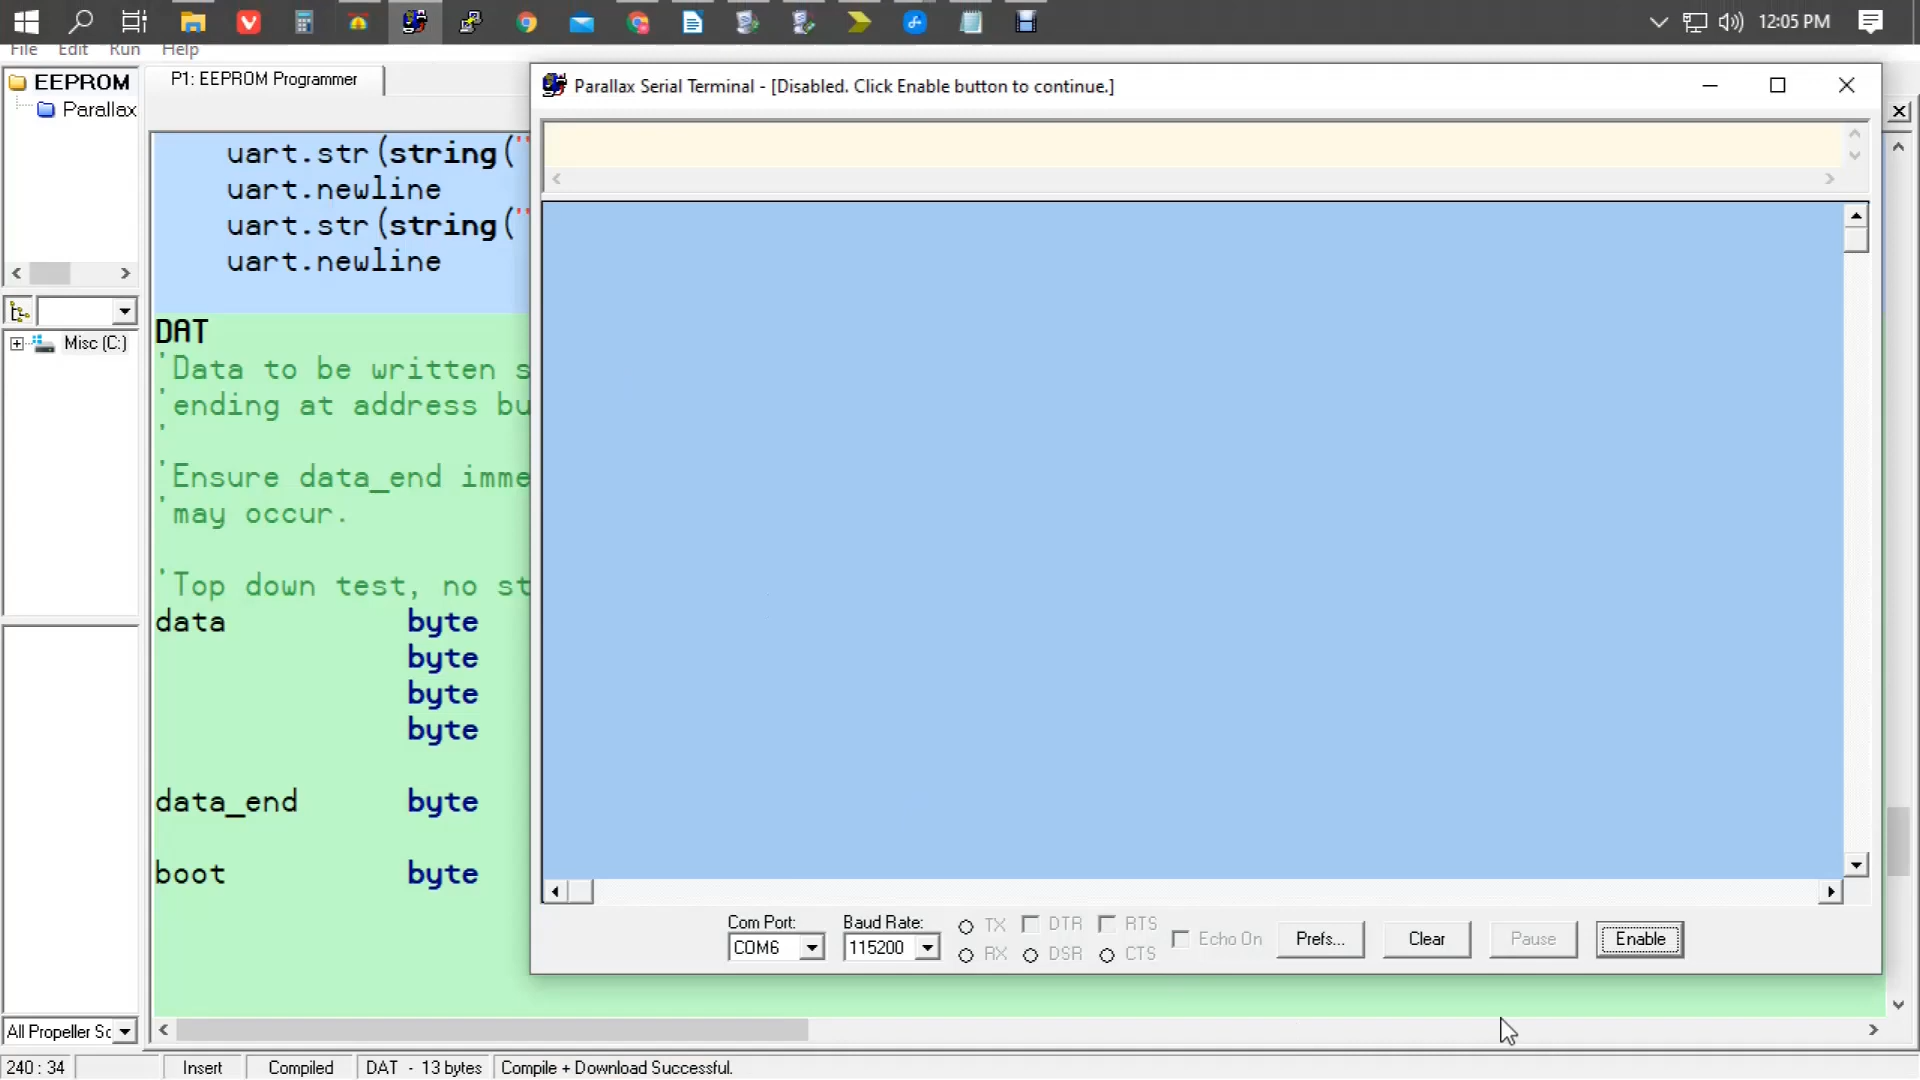 12:05 PM
File Edit Run Help
EEPROM
Parallax
P1: EEPROM Programmer
Misc (C:)
All Propeller Sc
uart.str(string("
uart.newline
uart.str(string("
uart.newline
DAT
'Data to be written s
'ending at address bu
'
'Ensure data_end imme
'may occur.
'Top down test, no st
data byte
byte
byte
byte
data_end byte
boot byte
Parallax Serial Terminal - [Disabled. Click Enable button to continue.]
Com Port: Baud Rate: TX DTR RTS
COM6 115200 RX DSR CTS Echo On Prefs... Clear Pause Enable
240 : 34 Insert Compiled DAT - 13 bytes Compile + Download Successful.